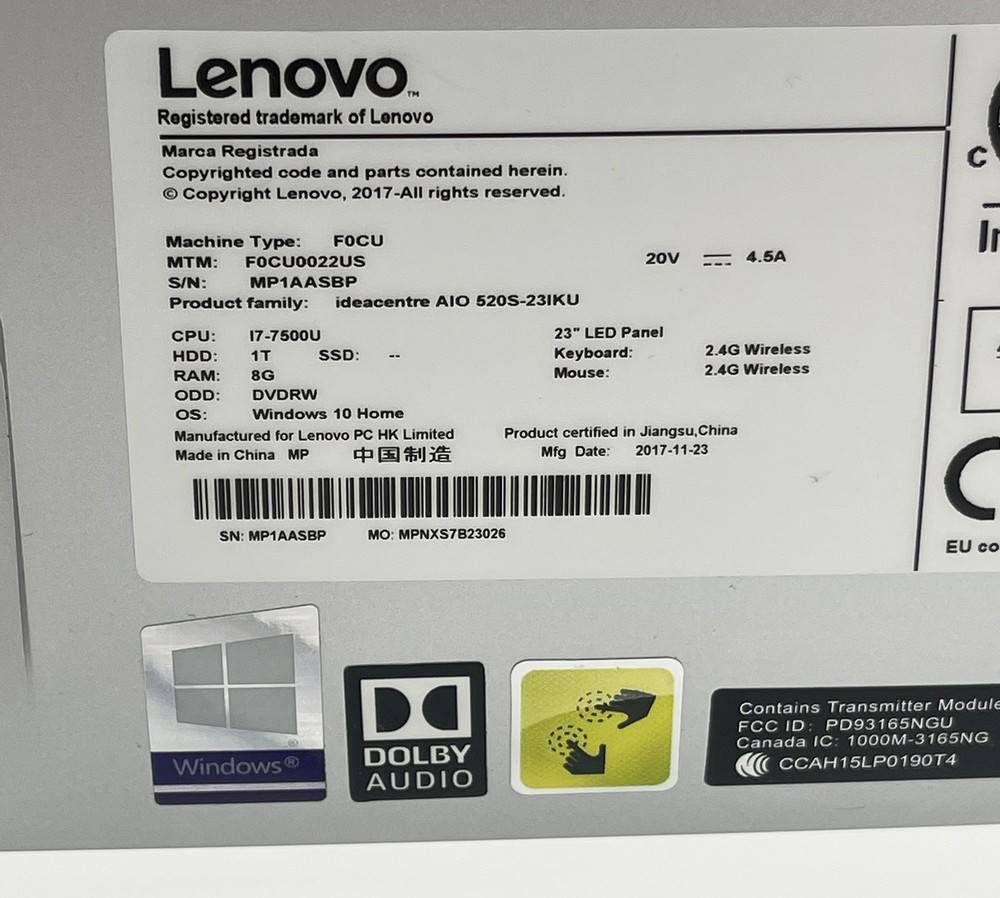 Lenovo™
Registered trademark of Lenovo
Marca Registrada
Copyrighted code and parts contained herein.
© Copyright Lenovo, 2017-All rights reserved.
Machine Type: F0CU
MTM: F0CU0022US
S/N: MP1AASBP
Product family: ideacentre AIO 520S-23IKU
20V 4.5A
CPU: I7-7500U
HDD: 1T SSD: --
RAM: 8G
ODD: DVDRW
OS: Windows 10 Home
23" LED Panel
Keyboard: 2.4G Wireless
Mouse: 2.4G Wireless
Manufactured for Lenovo PC HK Limited
Made in China MP 中国制造
Product certified in Jiangsu,China
Mfg Date: 2017-11-23
SN: MP1AASBP MO: MPNXS7B23026
C
EU
Windows®
DOLBY
AUDIO
Contains Transmitter Module
FCC ID: PD93165NGU
Canada IC: 1000M-3165NG
CCAH15LP0190T4